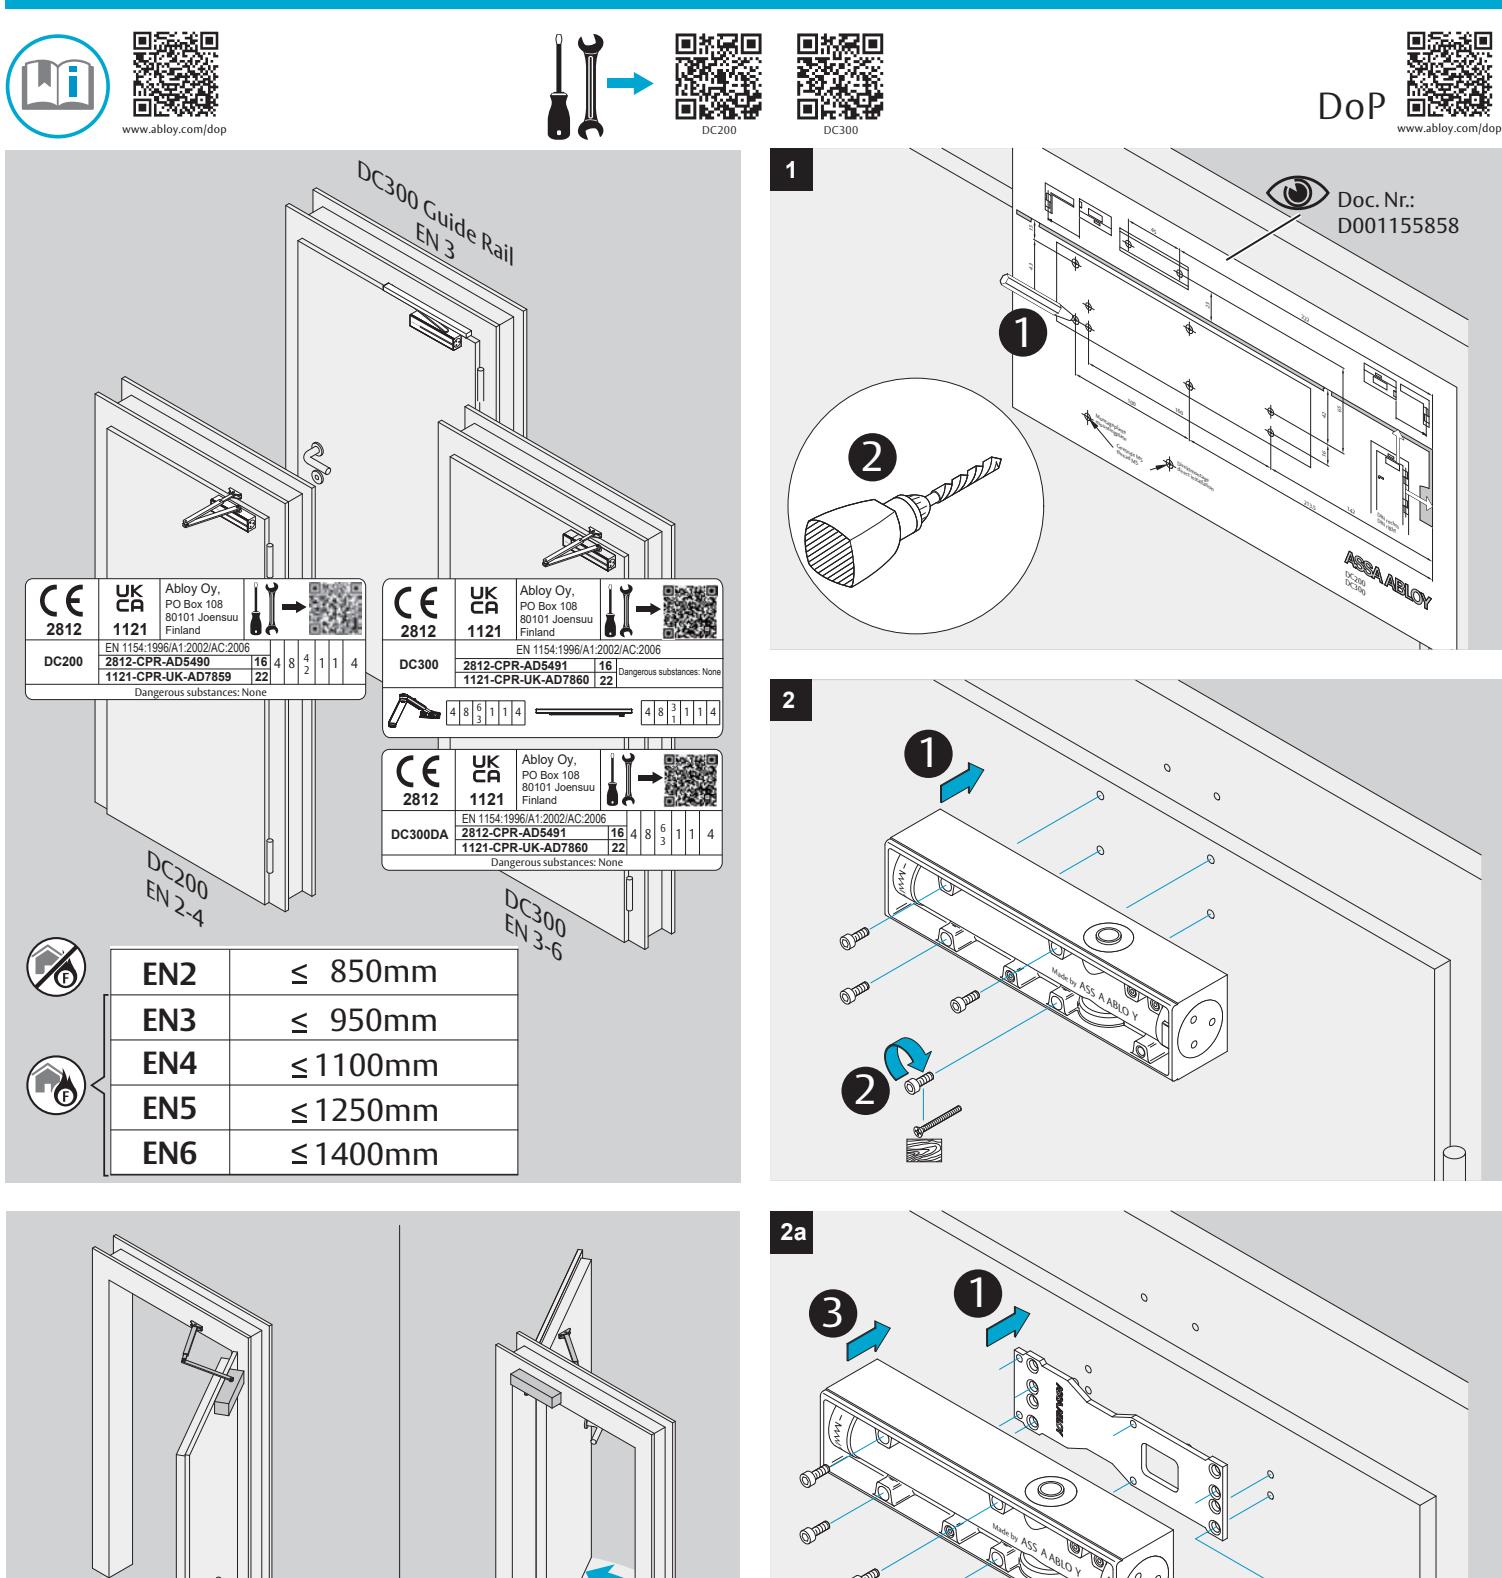 www.abloy.com/dop
DC200
DC300
DoP
www.abloy.com/dop
DC300 Guide Rail
EN 3
CE
2812
UK
CA
1121
Abloy Oy,
PO Box 108
80101 Joensuu
Finland
DC200
EN 1154:1996/A1:2002/AC:2006
2812-CPR-AD5490 16
1121-CPR-UK-AD7859 22
4 8 4 2 1 1 4
Dangerous substances: None
CE
2812
UK
CA
1121
Abloy Oy,
PO Box 108
80101 Joensuu
Finland
DC300
EN 1154:1996/A1:2002/AC:2006
2812-CPR-AD5491 16
1121-CPR-UK-AD7860 22
Dangerous substances: None
4 8 6 3 1 1 4
4 8 3 1 1 1 4
CE
2812
UK
CA
1121
Abloy Oy,
PO Box 108
80101 Joensuu
Finland
DC300DA
EN 1154:1996/A1:2002/AC:2006
2812-CPR-AD5491 16
1121-CPR-UK-AD7860 22
4 8 6 3 1 1 4
Dangerous substances: None
DC200
EN 2-4
DC300
EN 3-6
F
EN2 ≤ 850mm
F
EN3 ≤ 950mm
EN4 ≤ 1100mm
EN5 ≤ 1250mm
EN6 ≤ 1400mm
1
Doc. Nr.:
D001155858
1
2
ASSA ABLOY
DC200
DC300
2
1
Made by ASS A ABLO Y
2
2a
1
3
ASSA ABLOY
Made by ASS A ABLO Y